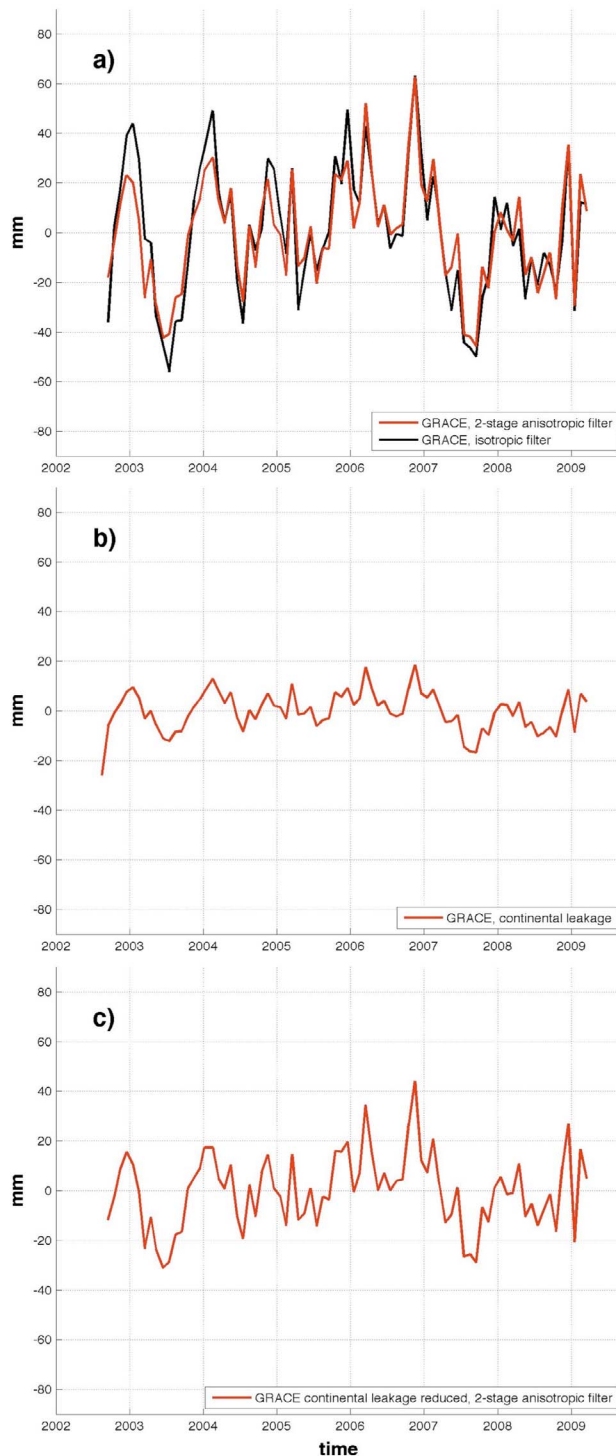 80
a)
60
40
20
mm
0
-20
-40
-60
GRACE, 2-stage anisotropic filter
-80
GRACE, isotropic filter
2002 2003 2004 2005 2006 2007 2008 2009
80
b)
60
40
20
mm
0
-20
-40
-60
-80
GRACE, continental leakage
2002 2003 2004 2005 2006 2007 2008 2009
80
c)
60
40
20
mm
0
-20
-40
-60
-80
GRACE continental leakage reduced, 2-stage anisotropic filter
2002 2003 2004 2005 2006 2007 2008 2009
time